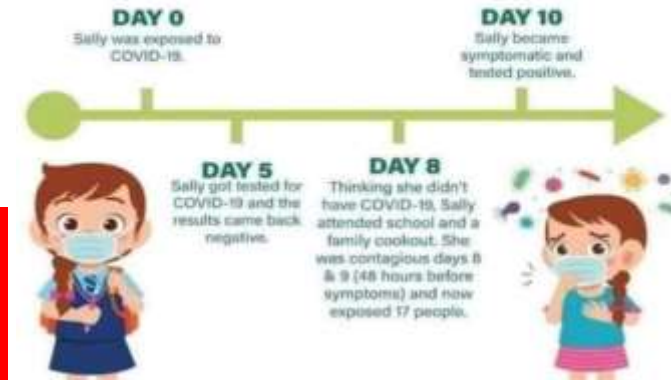 DAY 0
Sally was exposed to
COVID-19.
DAY 5
Sally got tested for
COVID-19 and the
results came back
negative.
DAY 8
Thinking she didn't
have COVID-19, Sally
attended school and a
family cookout. She
was contagious days 8
& 9 (48 hours before
symptoms) and now
exposed 17 people.
DAY 10
Sally became
symptomatic and
tested positive.